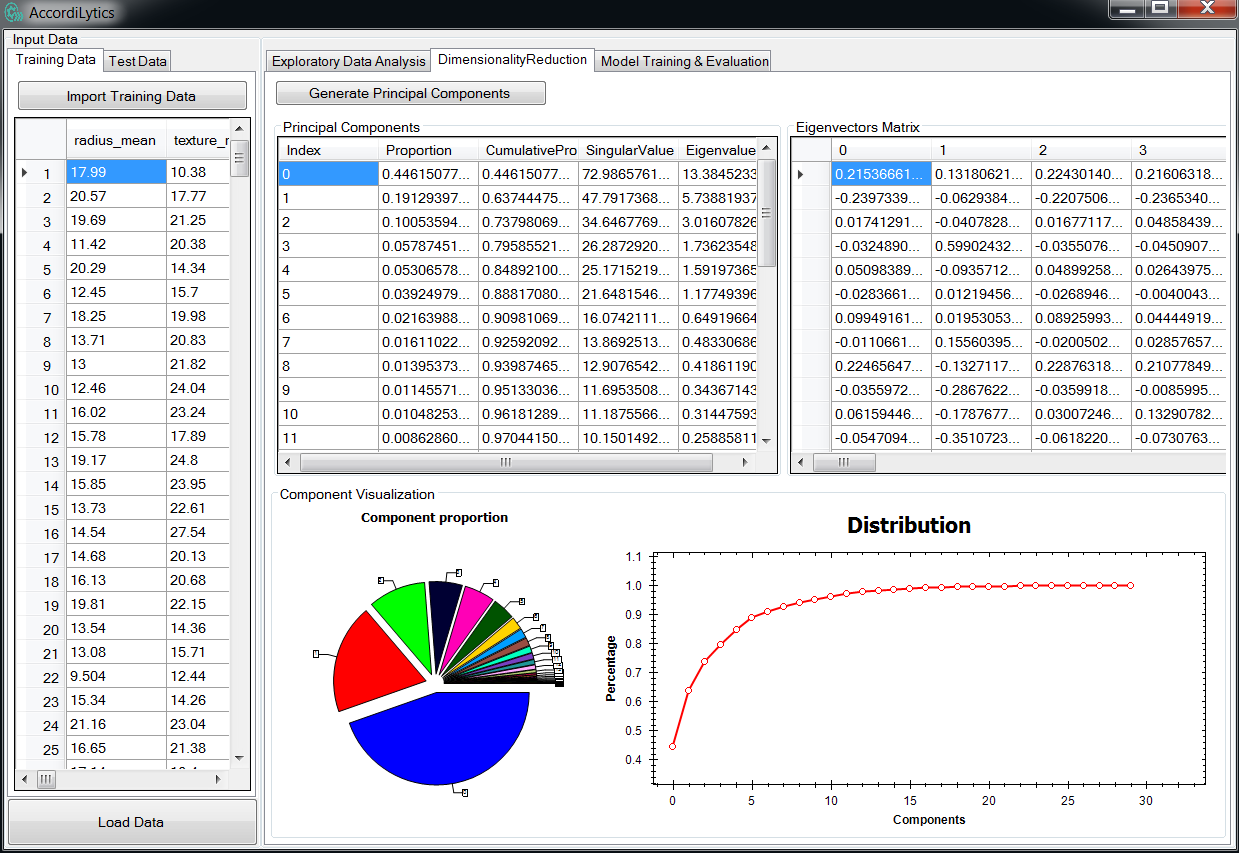 AccordiLytics
Input Data
Training Data Test Data
Import Training Data
radius_mean texture_r
1 17.99 10.38
2 20.57 17.77
3 19.69 21.25
4 11.42 20.38
5 20.29 14.34
6 12.45 15.7
7 18.25 19.98
8 13.71 20.83
9 13 21.82
10 12.46 24.04
11 16.02 23.24
12 15.78 17.89
13 19.17 24.8
14 15.85 23.95
15 13.73 22.61
16 14.54 27.54
17 14.68 20.13
18 16.13 20.68
19 19.81 22.15
20 13.54 14.36
21 13.08 15.71
22 9.504 12.44
23 15.34 14.26
24 21.16 23.04
25 16.65 21.38
Load Data
Exploratory Data Analysis DimensionalityReduction Model Training & Evaluation
Generate Principal Components
Principal Components
Index Proportion CumulativePro SingularValue Eigenvalue
0 0.44615077... 0.44615077... 72.9865761... 13.3845233
1 0.19129397... 0.63744475... 47.7917368... 5.73881937
2 0.10053594... 0.73798069... 34.6467769... 3.01607826
3 0.05787451... 0.79585521... 26.2872920... 1.73623548
4 0.05306578... 0.84892100... 25.1715219... 1.59197365
5 0.03924979... 0.88817080... 21.6481546... 1.17749396
6 0.02163988... 0.90981069... 16.0742111... 0.64919664
7 0.01611022... 0.92592092... 13.8692513... 0.48330686
8 0.01395373... 0.93987465... 12.9076542... 0.41861190
9 0.01145571... 0.95133036... 11.6953508... 0.34367143
10 0.01048253... 0.96181289... 11.1875566... 0.31447593
11 0.00862860... 0.97044150... 10.1501492... 0.25885811
Eigenvectors Matrix
0 1 2 3
0.21536661... 0.13180621... 0.22430140... 0.21606318...
-0.2397339... -0.0629384... -0.2207506... -0.2365340...
0.01741291... -0.0407828... 0.01677117... 0.04858439...
-0.0324890... 0.59902432... -0.0355076... -0.0450907...
0.05098389... -0.0935712... 0.04899258... 0.02643975...
-0.0283661... 0.01219456... -0.0268946... -0.0040043...
0.09949161... 0.01953053... 0.08925993... 0.04444919...
-0.0110661... 0.15560395... -0.0200502... 0.02857657...
0.22465647... -0.1327117... 0.22876318... 0.21077849...
-0.0355972... -0.2867622... -0.0359918... -0.0085995...
0.06159446... -0.1787677... 0.03007246... 0.13290782...
-0.0547094... -0.3510723... -0.0618220... -0.0730763...
Component Visualization
Component proportion
Distribution
Percentage
1.1
1.0
0.9
0.8
0.7
0.6
0.5
0.4
0 5 10 15 20 25 30
Components